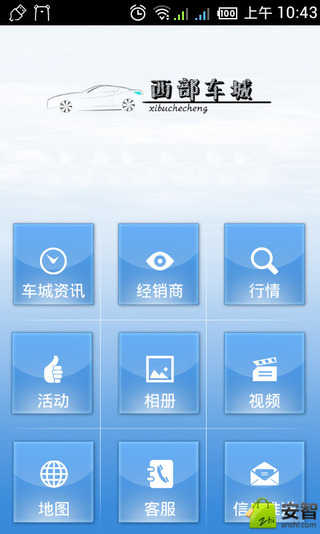 100 上午 10:43
西部车城
xibuchecheng
车城资讯 经销商 行情
活动 相册 视频
地图 客服 信
安智
anzhi.com